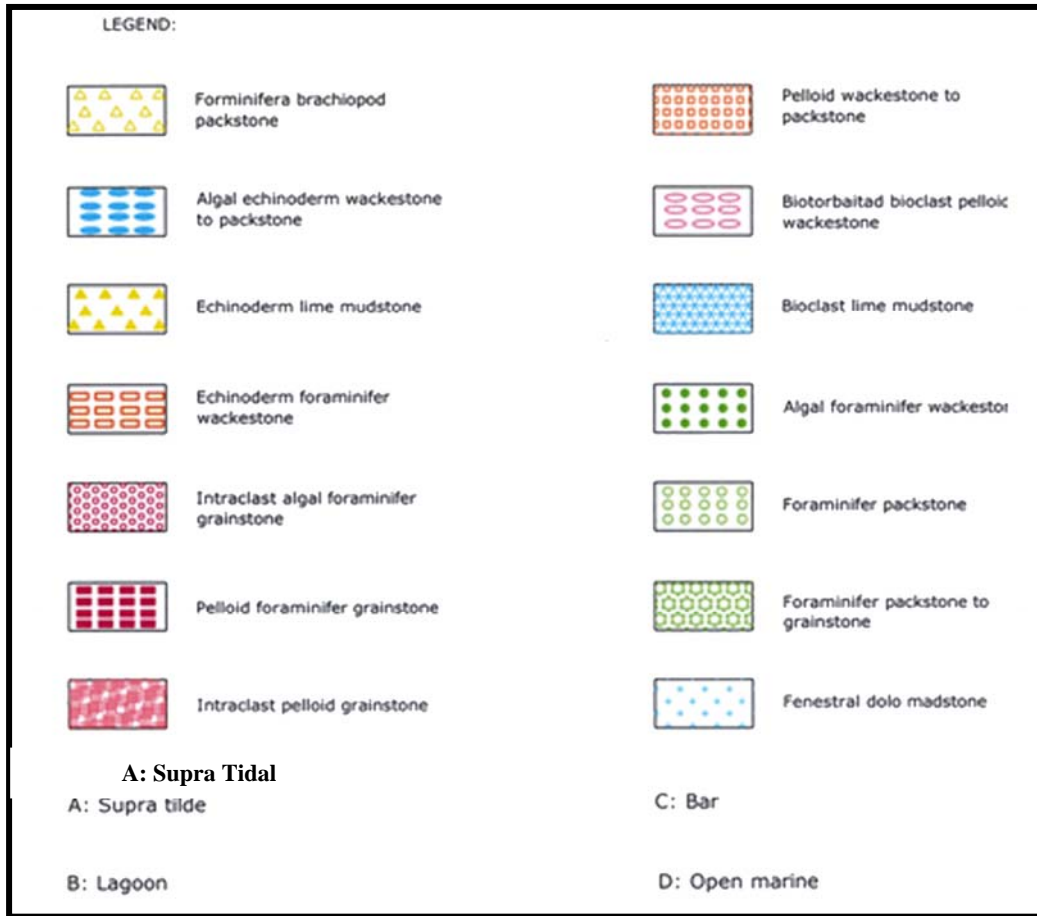 LEGEND:
Forminifera brachiopod
packstone
Algal echinoderm wackestone
to packstone
Echinoderm lime mudstone
Echinoderm foraminifer
wackestone
Intraclast algal foraminifer
grainstone
Pelloid foraminifer grainstone
Intraclast pelloid grainstone
Pelloid wackestone to
packstone
Biotorbaitad bioclast pelloic
wackestone
Bioclast lime mudstone
Algal foraminifer wackestor
Foraminifer packstone
Foraminifer packstone to
grainstone
Fenestral dolo madstone
A: Supra Tidal
A: Supra tilde
B: Lagoon
C: Bar
D: Open marine